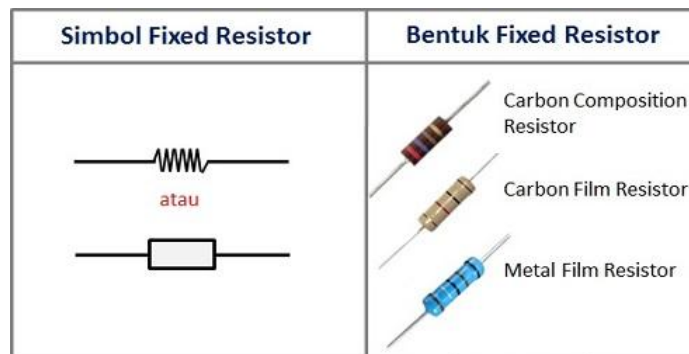 Simbol Fixed Resistor
Bentuk Fixed Resistor
atau
Carbon Composition
Resistor
Carbon Film Resistor
Metal Film Resistor